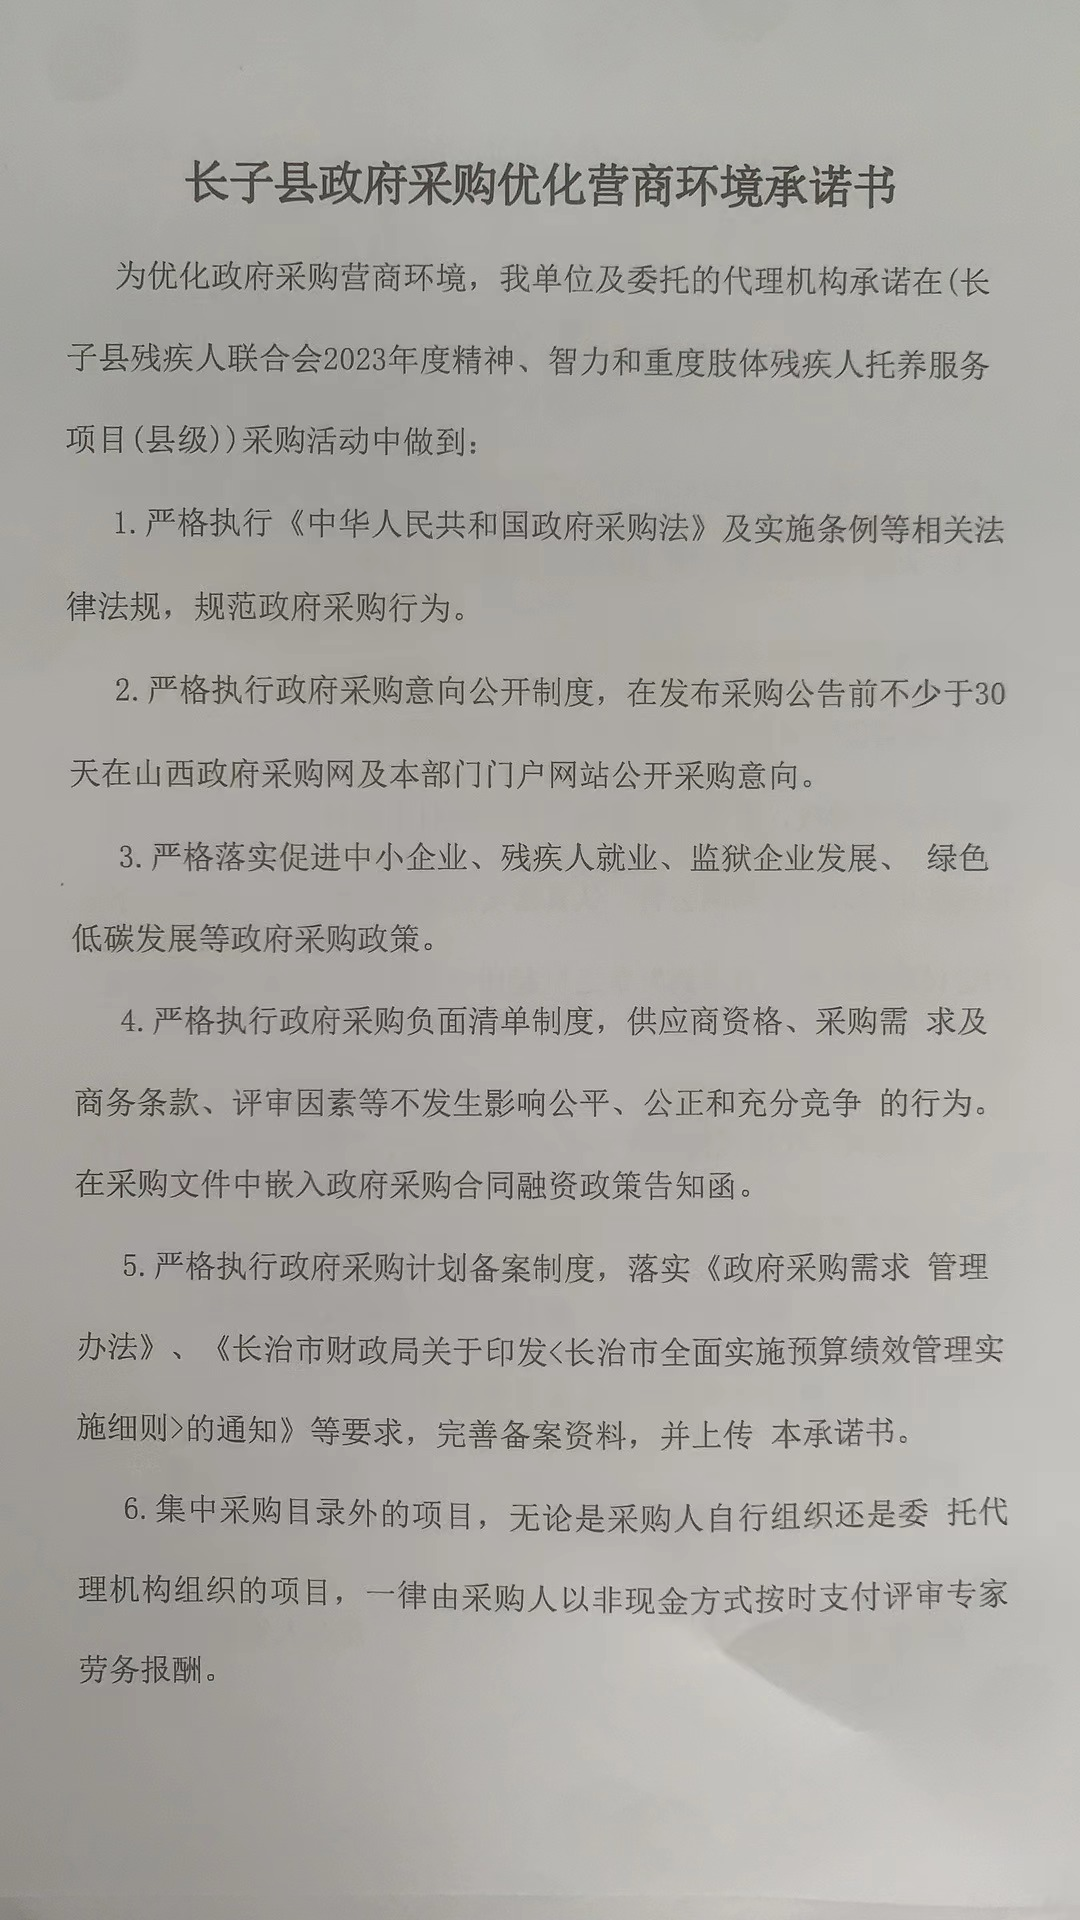 长子县政府采购优化营商环境承诺书
为优化政府采购营商环境，我单位及委托的代理机构承诺在(长
子县残疾人联合会2023年度精神、智力和重度肢体残疾人托养服务
项目(县级))采购活动中做到：
1.严格执行《中华人民共和国政府采购法》及实施条例等相关法
律法规，规范政府采购行为。
2.严格执行政府采购意向公开制度，在发布采购公告前不少于30
天在山西政府采购网及本部门门户网站公开采购意向。
3.严格落实促进中小企业、残疾人就业、监狱企业发展、 绿色
低碳发展等政府采购政策。
4.严格执行政府采购负面清单制度，供应商资格、采购需 求及
商务条款、评审因素等不发生影响公平、公正和充分竞争 的行为。
在采购文件中嵌入政府采购合同融资政策告知函。
5.严格执行政府采购计划备案制度，落实《政府采购需求 管理
办法》、《长治市财政局关于印发<长治市全面实施预算绩效管理实
施细则>的通知》等要求，完善备案资料，并上传 本承诺书。
6.集中采购目录外的项目，无论是采购人自行组织还是委 托代
理机构组织的项目，一律由采购人以非现金方式按时支付评审专家
劳务报酬。